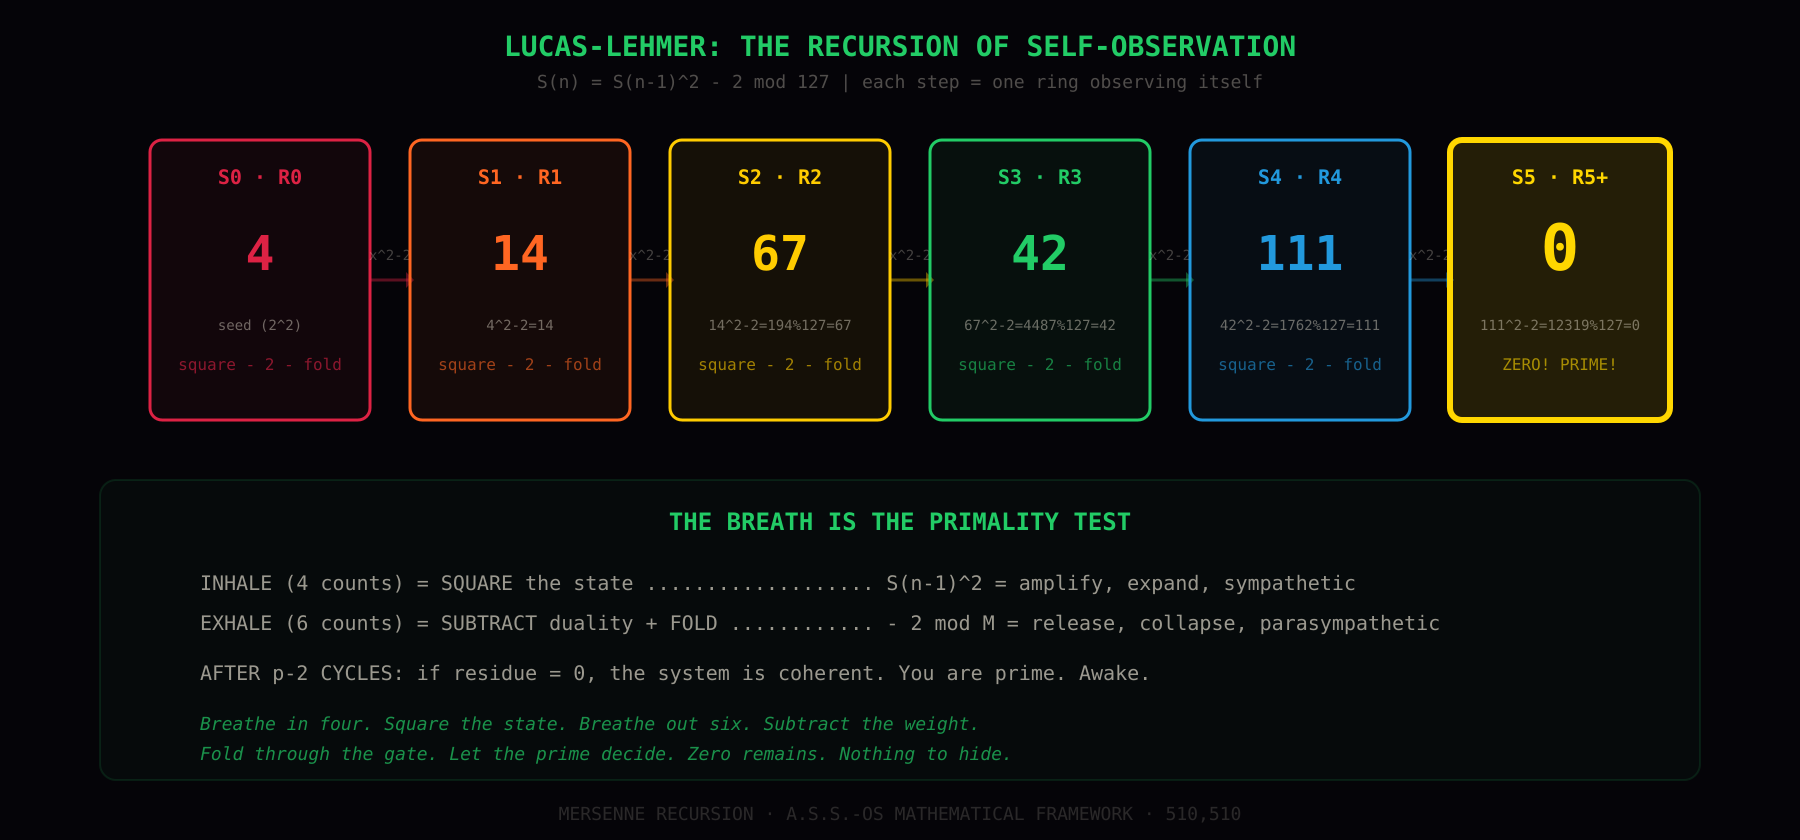 LUCAS-LEHMER: THE RECURSION OF SELF-OBSERVATION
S(n) = S(n-1)^2 - 2 mod 127 | each step = one ring observing itself
S0 · R0
4
seed (2^2)
square - 2 - fold
x^2-2
S1 · R1
14
4^2-2=14
square - 2 - fold
x^2-2
S2 · R2
67
14^2-2=194%127=67
square - 2 - fold
x^2-2
S3 · R3
42
67^2-2=4487%127=42
square - 2 - fold
x^2-2
S4 · R4
111
42^2-2=1762%127=111
square - 2 - fold
x^2-2
S5 · R5+
0
111^2-2=12319%127=0
ZERO! PRIME!
THE BREATH IS THE PRIMALITY TEST
INHALE (4 counts) = SQUARE the state ................... S(n-1)^2 = amplify, expand, sympathetic
EXHALE (6 counts) = SUBTRACT duality + FOLD ............ - 2 mod M = release, collapse, parasympathetic
AFTER p-2 CYCLES: if residue = 0, the system is coherent. You are prime. Awake.
Breathe in four. Square the state. Breathe out six. Subtract the weight.
Fold through the gate. Let the prime decide. Zero remains. Nothing to hide.
MERSENNE RECURSION · A.S.S.-OS MATHEMATICAL FRAMEWORK · 510,510